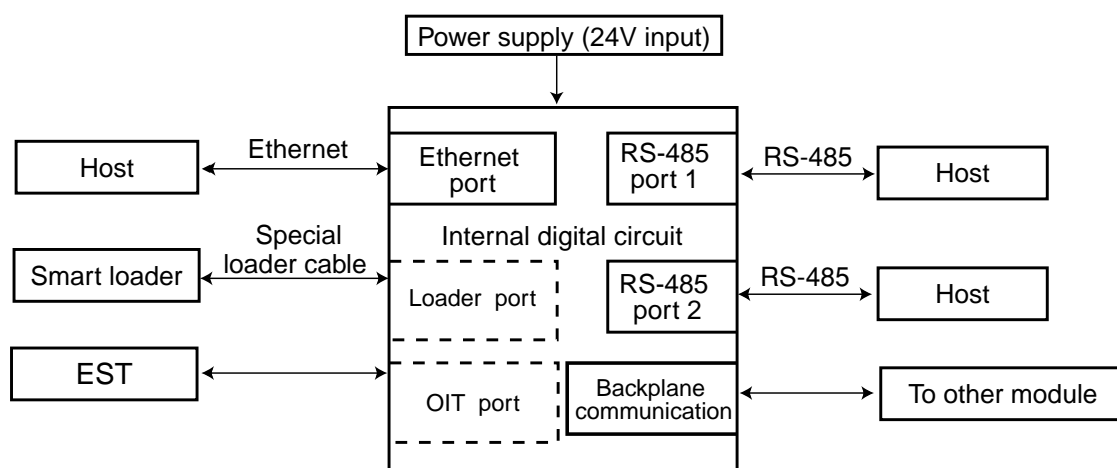 Power supply (24V input)
Host
Ethernet
Ethernet
port
RS-485
port 1
RS-485
Host
Internal digital circuit
Smart loader
Special
loader cable
Loader port
RS-485
port 2
RS-485
Host
EST
OIT port
Backplane
communication
To other module